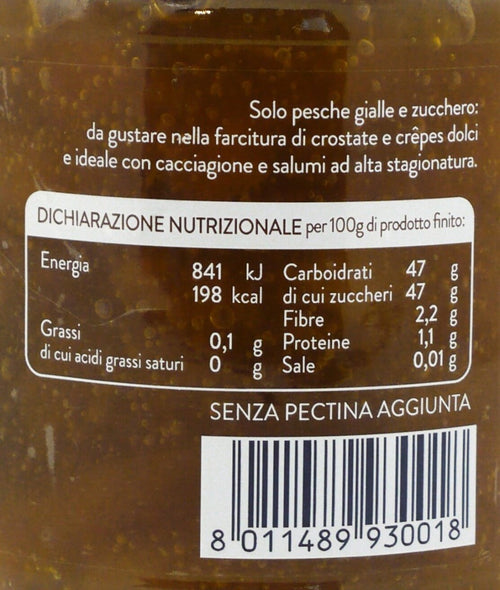 Solo pesche gialle e zucchero:
da gustare nella farcitura di crostate e crêpes dolci
e ideale con cacciagione e salumi ad alta stagionatura.
DICHIARAZIONE NUTRIZIONALE per 100g di prodotto finito:
Energia 841 kJ Carboidrati 47 g
198 kcal di cui zuccheri 47 g
Fibre 2,2 g
Grassi 0,1 g Proteine 1,1 g
di cui acidi grassi saturi 0 g Sale 0,01 g
SENZA PECTINA AGGIUNTA
8 011489 930018